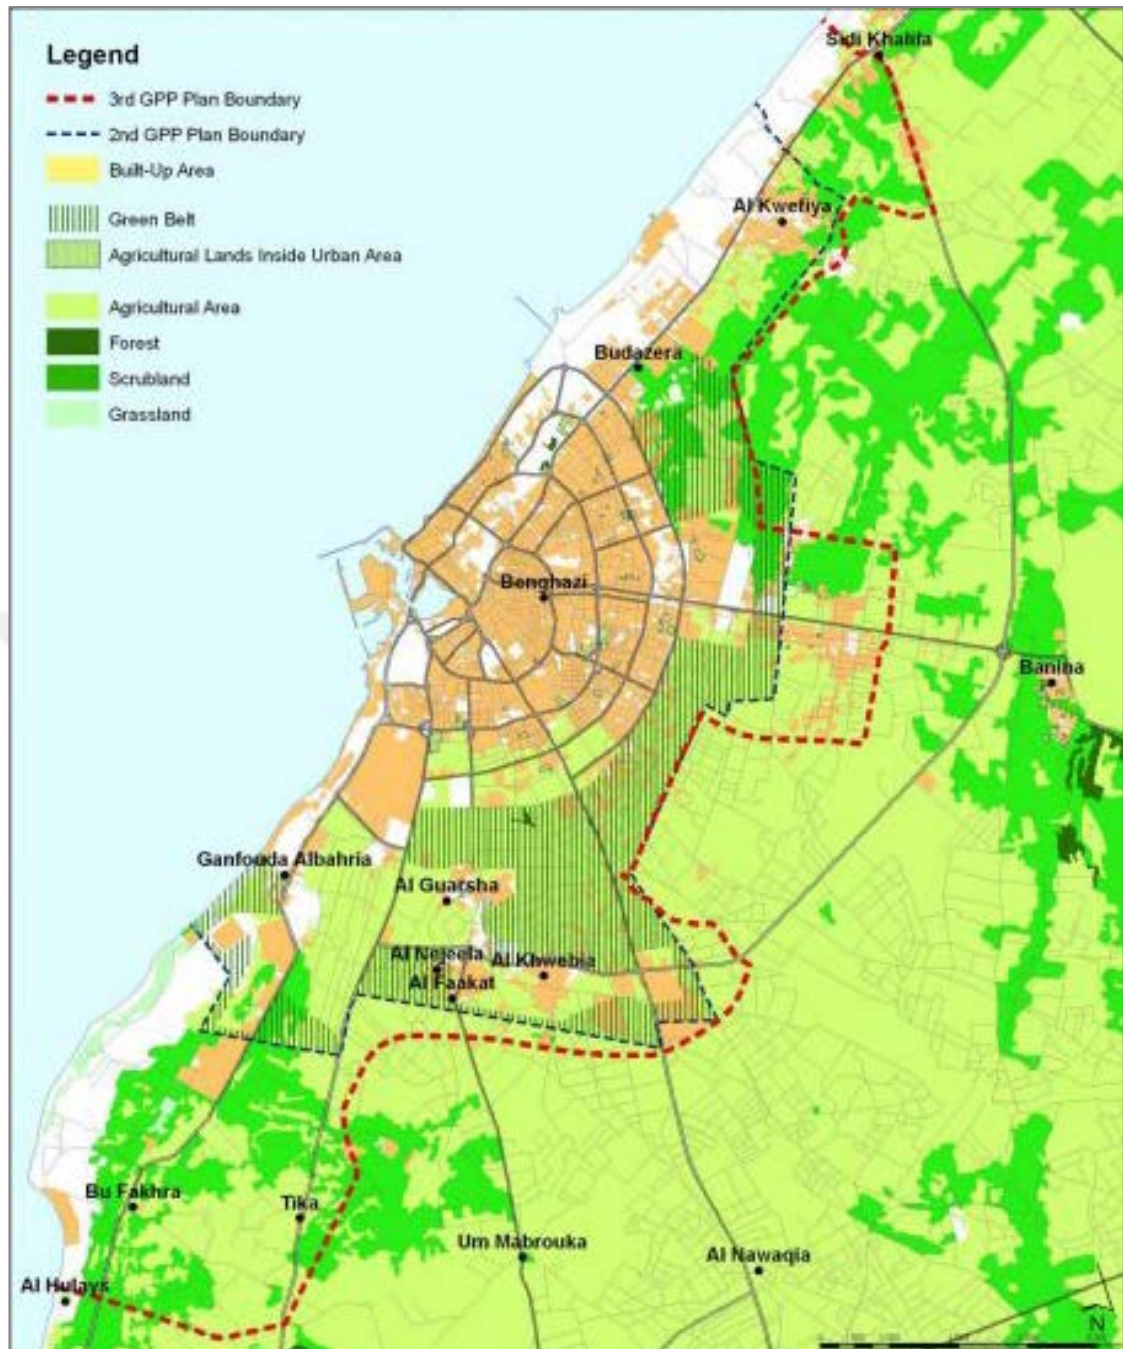 Legend
3rd GPP Plan Boundary
2nd GPP Plan Boundary
Built-Up Area
Green Belt
Agricultural Lands Inside Urban Area
Agricultural Area
Forest
Scrubland
Grassland
Sidi Khalifa
Al Kwefiya
Budazera
Benghazi
Banina
Ganfouda Albahria
Al Guarsha
Al Nejeela
Al Khwebia
Al Faakat
Bu Fakhra
Tika
Um Mabrouka
Al Nawaqia
Al Hulays
N